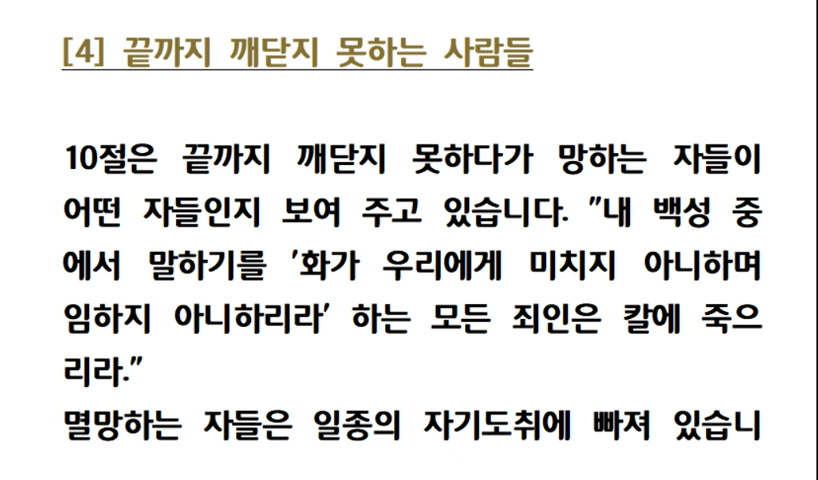 [4] 끝까지 깨닫지 못하는 사람들
10절은 끝까지 깨닫지 못하다가 망하는 자들이
어떤 자들인지 보여 주고 있습니다. "내 백성 중
에서 말하기를 '화가 우리에게 미치지 아니하며
임하지 아니하리라' 하는 모든 죄인은 칼에 죽으
리라."
멸망하는 자들은 일종의 자기도취에 빠져 있습니